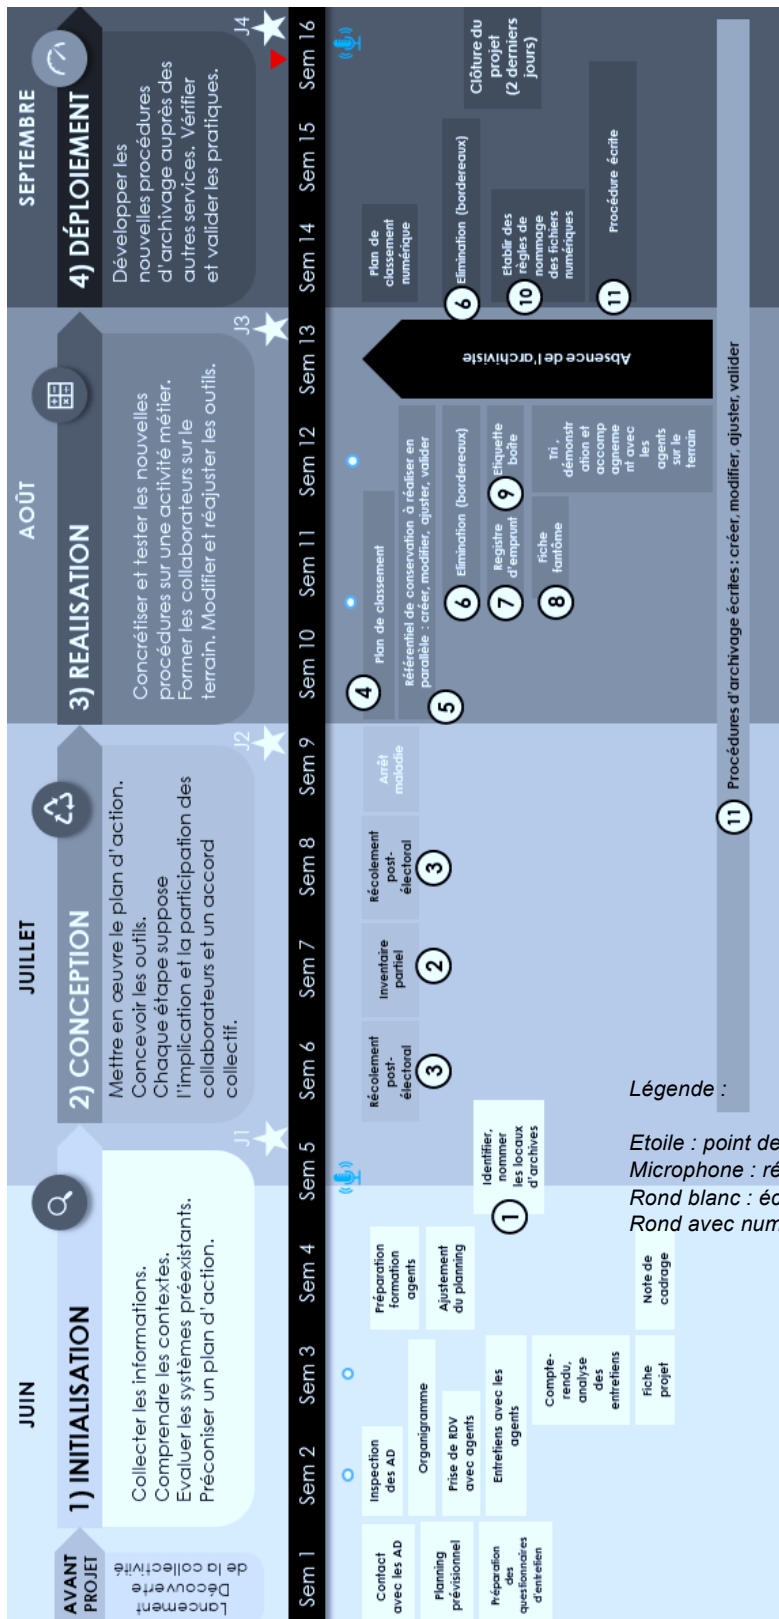 JUIN
JUILLET
AOÛT
SEPTEMBRE
AVANT
PROJET
Lancement
Découverte
de la collectivité
1) INITIALISATION
Collecter les informations.
Comprendre les contextes.
Evaluer les systèmes préexistants.
Préconiser un plan d'action.
J1
2) CONCEPTION
Mettre en œuvre le plan d'action.
Concevoir les outils.
Chaque étape suppose
l'implication et la participation des
collaborateurs et un accord
collectif.
J2
3) REALISATION
Concrétiser et tester les nouvelles
procédures sur une activité métier.
Former les collaborateurs sur le
terrain. Modifier et réajuster les outils.
J3
4) DÉPLOIEMENT
Développer les
nouvelles procédures
d'archivage auprès des
autres services. Vérifier
et valider les pratiques.
J4
Sem 1 Sem 2 Sem 3 Sem 4 Sem 5 Sem 6 Sem 7 Sem 8 Sem 9 Sem 10 Sem 11 Sem 12 Sem 13 Sem 14 Sem 15 Sem 16
Contact
avec les AD
Planning
prévisionnel
Préparation
des
questionnaires
d'entretien
Inspection
des AD
Organigramme
Prise de RDV
avec agents
Entretiens avec les
agents
Compte-
rendu,
analyse
des
entretiens
Fiche
projet
Préparation
formation
agents
Ajustement
du planning
Note de
cadrage
1
Identifier,
nommer
les locaux
d'archives
Récolement
post-
électoral
3
Inventaire
partiel
2
Récolement
post-
électoral
3
Arrêt
maladie
4
Plan de classement
Référentiel de conservation à réaliser en
parallèle : créer, modifier, ajuster, valider
5
6
Elimination (bordereaux)
7
Registre
d'emprunt
9
Etiquette
boîte
8
Fiche
fantôme
Tri,
démonstr
ation et
accomp
agneme
nt avec
les
agents
sur le
terrain
Absence de l'archiviste
Plan de
classement
numérique
6
Elimination (bordereaux)
10
Etablir des
règles de
nommage
des fichiers
numériques
11
Procédure écrite
Clôture du
projet
(2 derniers
jours)
11
Procédures d'archivage écrites : créer, modifier, ajuster, valider
Légende :
Etoile : point de
Microphone : ré
Rond blanc : éc
Rond avec num